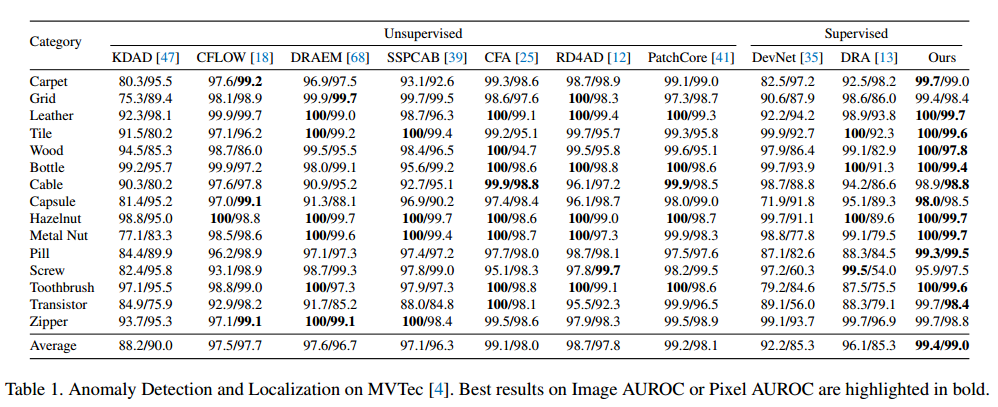 Category Unsupervised Supervised
KDAD [47] CFLOW [18] DRAEM [68] SSPCAB [39] CFA [25] RD4AD [12] PatchCore [41] DevNet [35] DRA [13] Ours
Carpet 80.3/95.5 97.6/99.2 96.9/97.5 93.1/92.6 99.3/98.6 98.7/98.9 99.1/99.0 82.5/97.2 92.5/98.2 99.7/99.0
Grid 75.3/89.4 98.1/98.9 99.9/99.7 99.7/99.5 98.6/97.6 100/98.3 97.3/98.7 90.6/87.9 98.6/86.0 99.4/98.4
Leather 92.3/98.1 99.9/99.7 100/99.0 98.7/96.3 100/99.1 100/99.4 100/99.3 92.2/94.2 98.9/93.8 100/99.7
Tile 91.5/80.2 97.1/96.2 100/99.2 100/99.4 99.2/95.1 99.7/95.7 99.3/95.8 99.9/92.7 100/92.3 100/99.6
Wood 94.5/85.3 98.7/86.0 99.5/95.5 98.4/96.5 100/94.7 99.5/95.8 99.6/95.1 97.9/86.4 99.1/82.9 100/97.8
Bottle 99.2/95.7 99.9/97.2 98.0/99.1 95.6/99.2 100/98.6 100/98.8 100/98.6 99.7/93.9 100/91.3 100/99.4
Cable 90.3/80.2 97.6/97.8 90.9/95.2 92.7/95.1 99.9/98.8 96.1/97.2 99.9/98.5 98.7/88.8 94.2/86.6 98.9/98.8
Capsule 81.4/95.2 97.0/99.1 91.3/88.1 96.9/90.2 97.4/98.4 96.1/98.7 98.0/99.0 71.9/91.8 95.1/89.3 98.0/98.5
Hazelnut 98.8/95.0 100/98.8 100/99.7 100/99.7 100/98.6 100/99.0 100/98.7 99.7/91.1 100/89.6 100/99.7
Metal Nut 77.1/83.3 98.5/98.6 100/99.6 100/99.4 100/98.7 100/97.3 99.9/98.3 98.8/77.8 99.1/79.5 100/99.7
Pill 84.4/89.9 96.2/98.9 97.1/97.3 97.4/97.2 97.7/98.0 98.7/98.1 97.5/97.6 87.1/82.6 88.3/84.5 99.3/99.5
Screw 82.4/95.8 93.1/98.9 98.7/99.3 97.8/99.0 95.1/98.3 97.8/99.7 98.2/99.5 97.2/60.3 99.5/54.0 95.9/97.5
Toothbrush 97.1/95.5 98.8/99.0 100/97.3 97.9/97.3 100/98.8 100/99.1 100/98.6 79.2/84.6 87.5/75.5 100/99.6
Transistor 84.9/75.9 92.9/98.2 91.7/85.2 88.0/84.8 100/98.1 95.5/92.3 99.9/96.5 89.1/56.0 88.3/79.1 99.7/98.4
Zipper 93.7/95.3 97.1/99.1 100/99.1 100/98.4 99.5/98.6 97.9/98.3 99.5/98.9 99.1/93.7 99.7/96.9 99.7/98.8
Average 88.2/90.0 97.5/97.7 97.6/96.7 97.1/96.3 99.1/98.0 98.7/97.8 99.2/98.1 92.2/85.3 96.1/85.3 99.4/99.0
Table 1. Anomaly Detection and Localization on MVTec [4]. Best results on Image AUROC or Pixel AUROC are highlighted in bold.